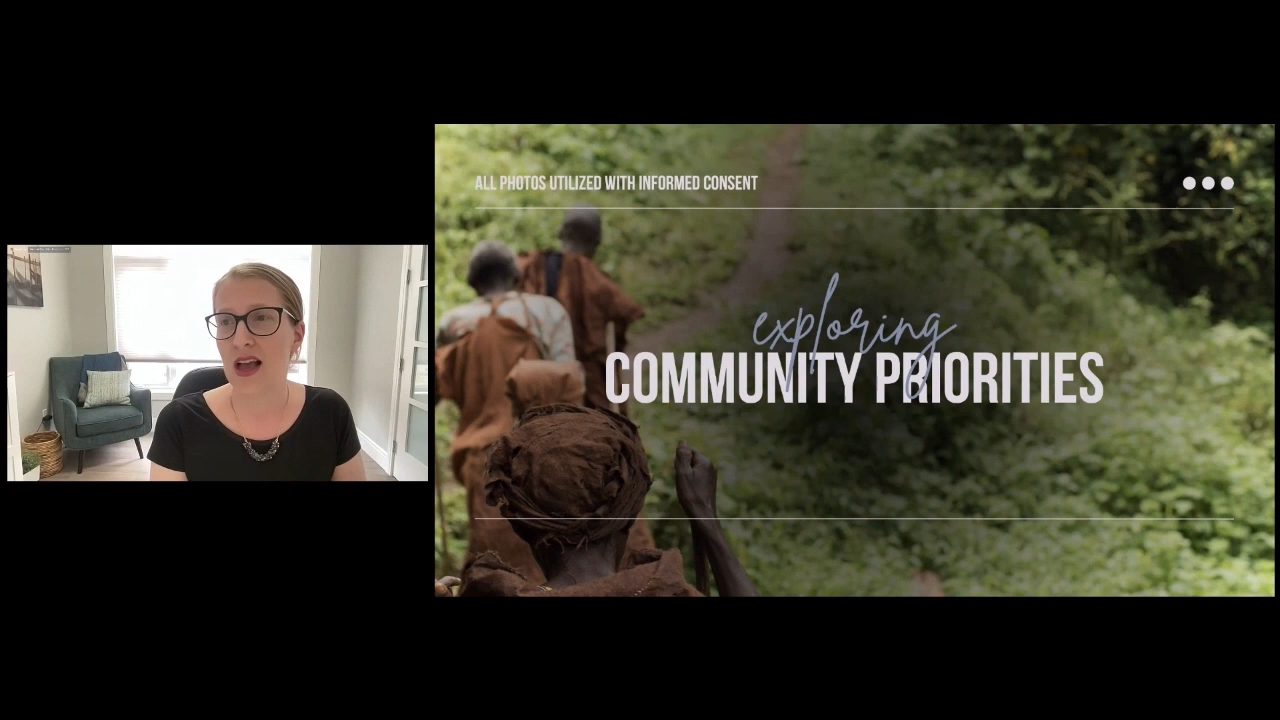 ALL PHOTOS UTILIZED WITH INFORMED CONSENT
exploring
COMMUNITY PRIORITIES